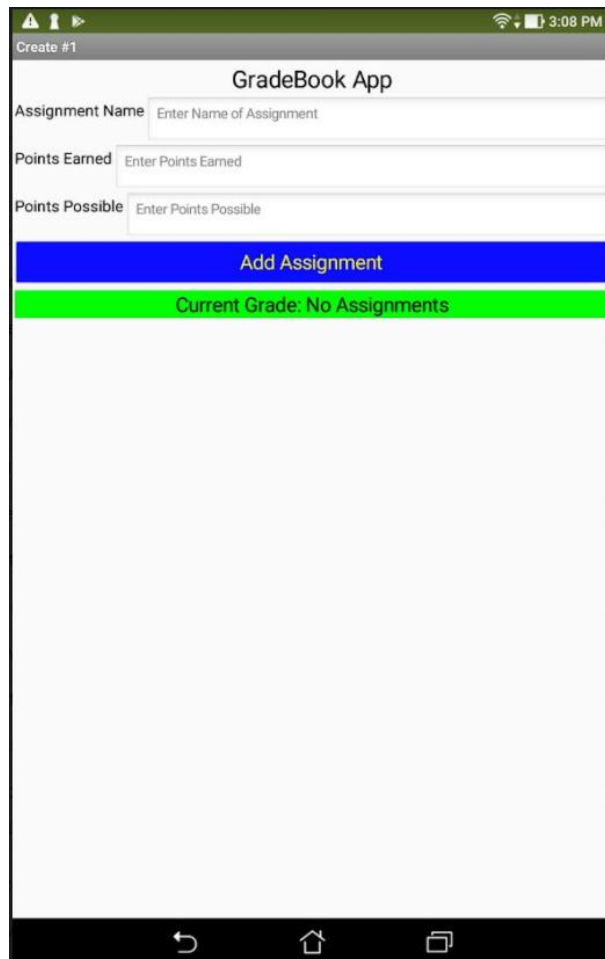 3:08 PM
Create #1
GradeBook App
Assignment Name Enter Name of Assignment
Points Earned Enter Points Earned
Points Possible Enter Points Possible
Add Assignment
Current Grade: No Assignments